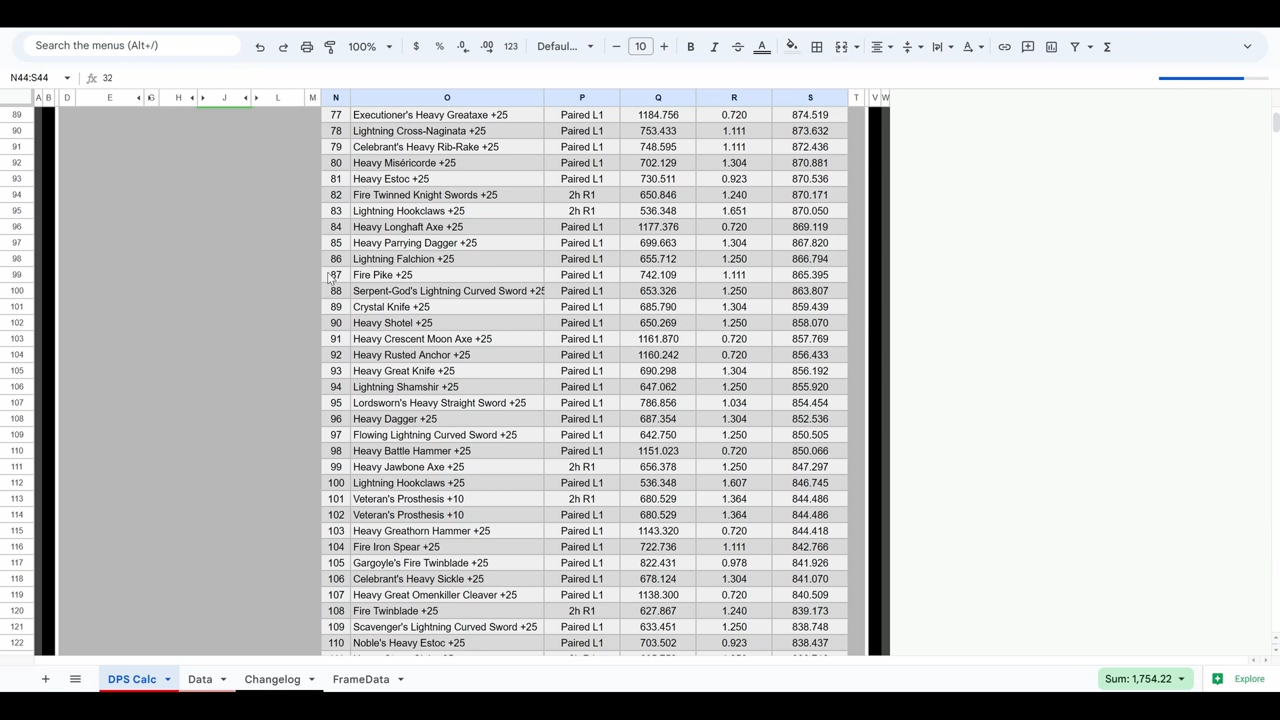 Search the menus (Alt+/)
100%
$ % .0 .00 123
Defaul...
10
B I A
N44:S44
fx 32
A B D E G H J L M N O P Q R S T V W
89 77 Executioner's Heavy Greataxe +25 Paired L1 1184.756 0.720 874.519
90 78 Lightning Cross-Naginata +25 Paired L1 753.433 1.111 873.632
91 79 Celebrant's Heavy Rib-Rake +25 Paired L1 748.595 1.111 872.436
92 80 Heavy Miséricorde +25 Paired L1 702.129 1.304 870.881
93 81 Heavy Estoc +25 Paired L1 730.511 0.923 870.536
94 82 Fire Twinned Knight Swords +25 2h R1 650.846 1.240 870.171
95 83 Lightning Hookclaws +25 2h R1 536.348 1.651 870.050
96 84 Heavy Longhaft Axe +25 Paired L1 1177.376 0.720 869.119
97 85 Heavy Parrying Dagger +25 Paired L1 699.663 1.304 867.820
98 86 Lightning Falchion +25 Paired L1 655.712 1.250 866.794
99 87 Fire Pike +25 Paired L1 742.109 1.111 865.395
100 88 Serpent-God's Lightning Curved Sword +25 Paired L1 653.326 1.250 863.807
101 89 Crystal Knife +25 Paired L1 685.790 1.304 859.439
102 90 Heavy Shotel +25 Paired L1 650.269 1.250 858.070
103 91 Heavy Crescent Moon Axe +25 Paired L1 1161.870 0.720 857.769
104 92 Heavy Rusted Anchor +25 Paired L1 1160.242 0.720 856.433
105 93 Heavy Great Knife +25 Paired L1 690.298 1.304 856.192
106 94 Lightning Shamshir +25 Paired L1 647.062 1.250 855.920
107 95 Lordsworn's Heavy Straight Sword +25 Paired L1 786.856 1.034 854.454
108 96 Heavy Dagger +25 Paired L1 687.354 1.304 852.536
109 97 Flowing Lightning Curved Sword +25 Paired L1 642.750 1.250 850.505
110 98 Heavy Battle Hammer +25 Paired L1 1151.023 0.720 850.066
111 99 Heavy Jawbone Axe +25 2h R1 656.378 1.250 847.297
112 100 Lightning Hookclaws +25 Paired L1 536.348 1.607 846.745
113 101 Veteran's Prosthesis +10 2h R1 680.529 1.364 844.486
114 102 Veteran's Prosthesis +10 Paired L1 680.529 1.364 844.486
115 103 Heavy Greathorn Hammer +25 Paired L1 1143.320 0.720 844.418
116 104 Fire Iron Spear +25 Paired L1 722.736 1.111 842.766
117 105 Gargoyle's Fire Twinblade +25 Paired L1 822.431 0.978 841.926
118 106 Celebrant's Heavy Sickle +25 Paired L1 678.124 1.304 841.070
119 107 Heavy Great Omenkiller Cleaver +25 Paired L1 1138.300 0.720 840.509
120 108 Fire Twinblade +25 2h R1 627.867 1.240 839.173
121 109 Scavenger's Lightning Curved Sword +25 Paired L1 633.451 1.250 838.748
122 110 Noble's Heavy Estoc +25 Paired L1 703.502 0.923 838.437
DPS Calc Data Changelog FrameData
Sum: 1,754.22
Explore